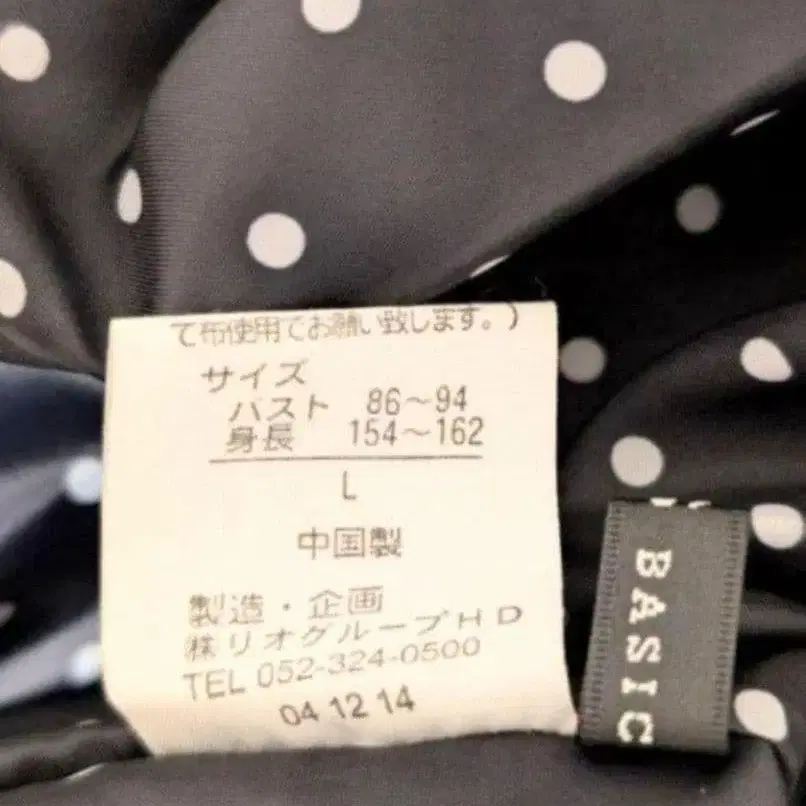 て布使用でお願い致します。)
サイズ
バスト 86~94
身長 154~162
L
中国製
製造・企画
㈱リオグループHD
TEL 052-324-0500
04 12 14
BASIC